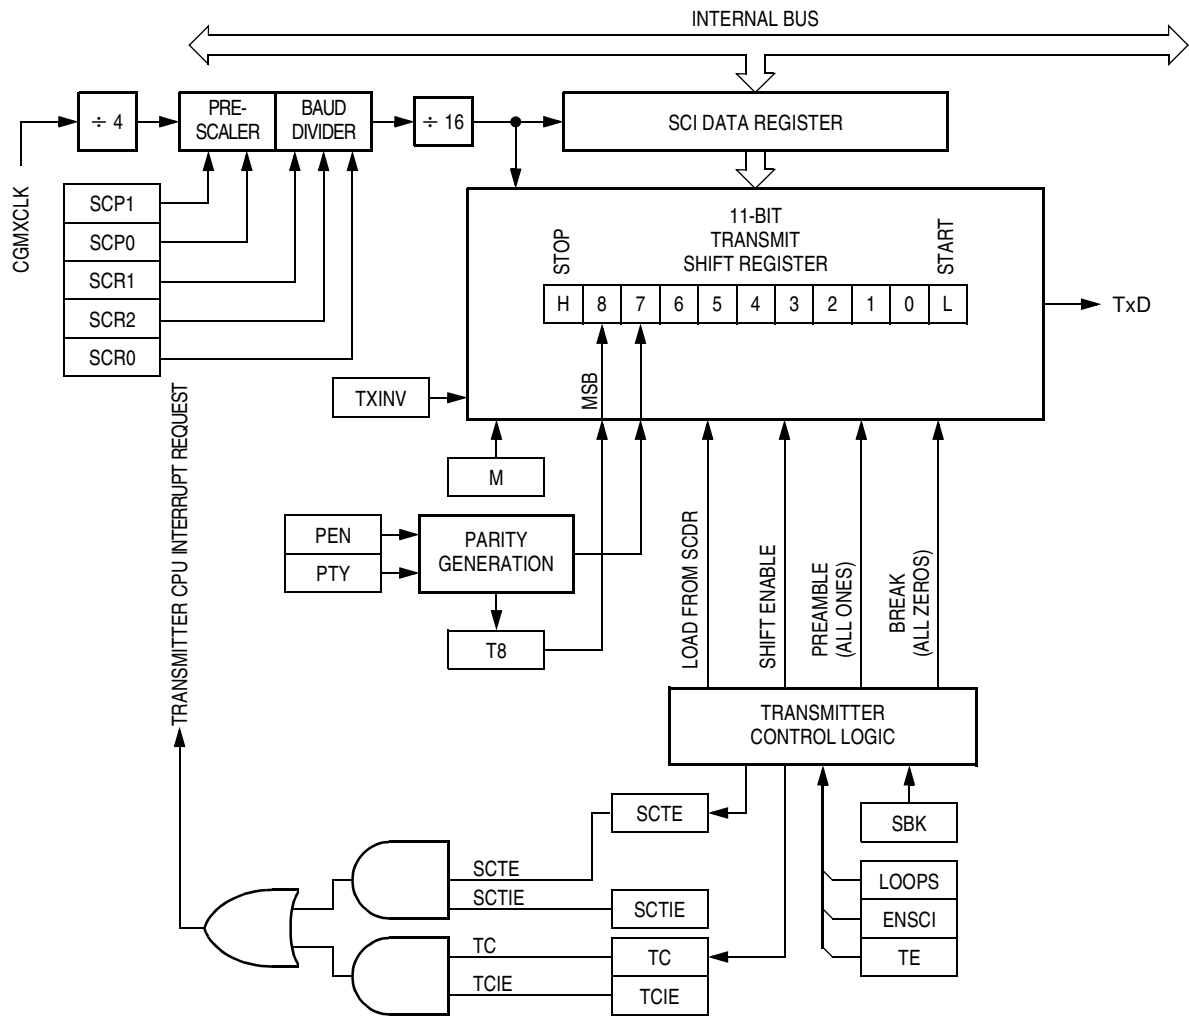 INTERNAL BUS
÷ 4
PRE-
SCALER
BAUD
DIVIDER
÷ 16
SCI DATA REGISTER
CGMXCLK
SCP1
SCP0
SCR1
SCR2
SCR0
11-BIT
TRANSMIT
SHIFT REGISTER
STOP
START
H 8 7 6 5 4 3 2 1 0 L
TxD
MSB
TXINV
M
PEN
PTY
PARITY
GENERATION
T8
LOAD FROM SCDR
SHIFT ENABLE
PREAMBLE
(ALL ONES)
BREAK
(ALL ZEROS)
TRANSMITTER CPU INTERRUPT REQUEST
TRANSMITTER
CONTROL LOGIC
SCTE
SBK
SCTE
SCTIE
SCTIE
LOOPS
ENSCI
TE
TC
TC
TCIE
TCIE